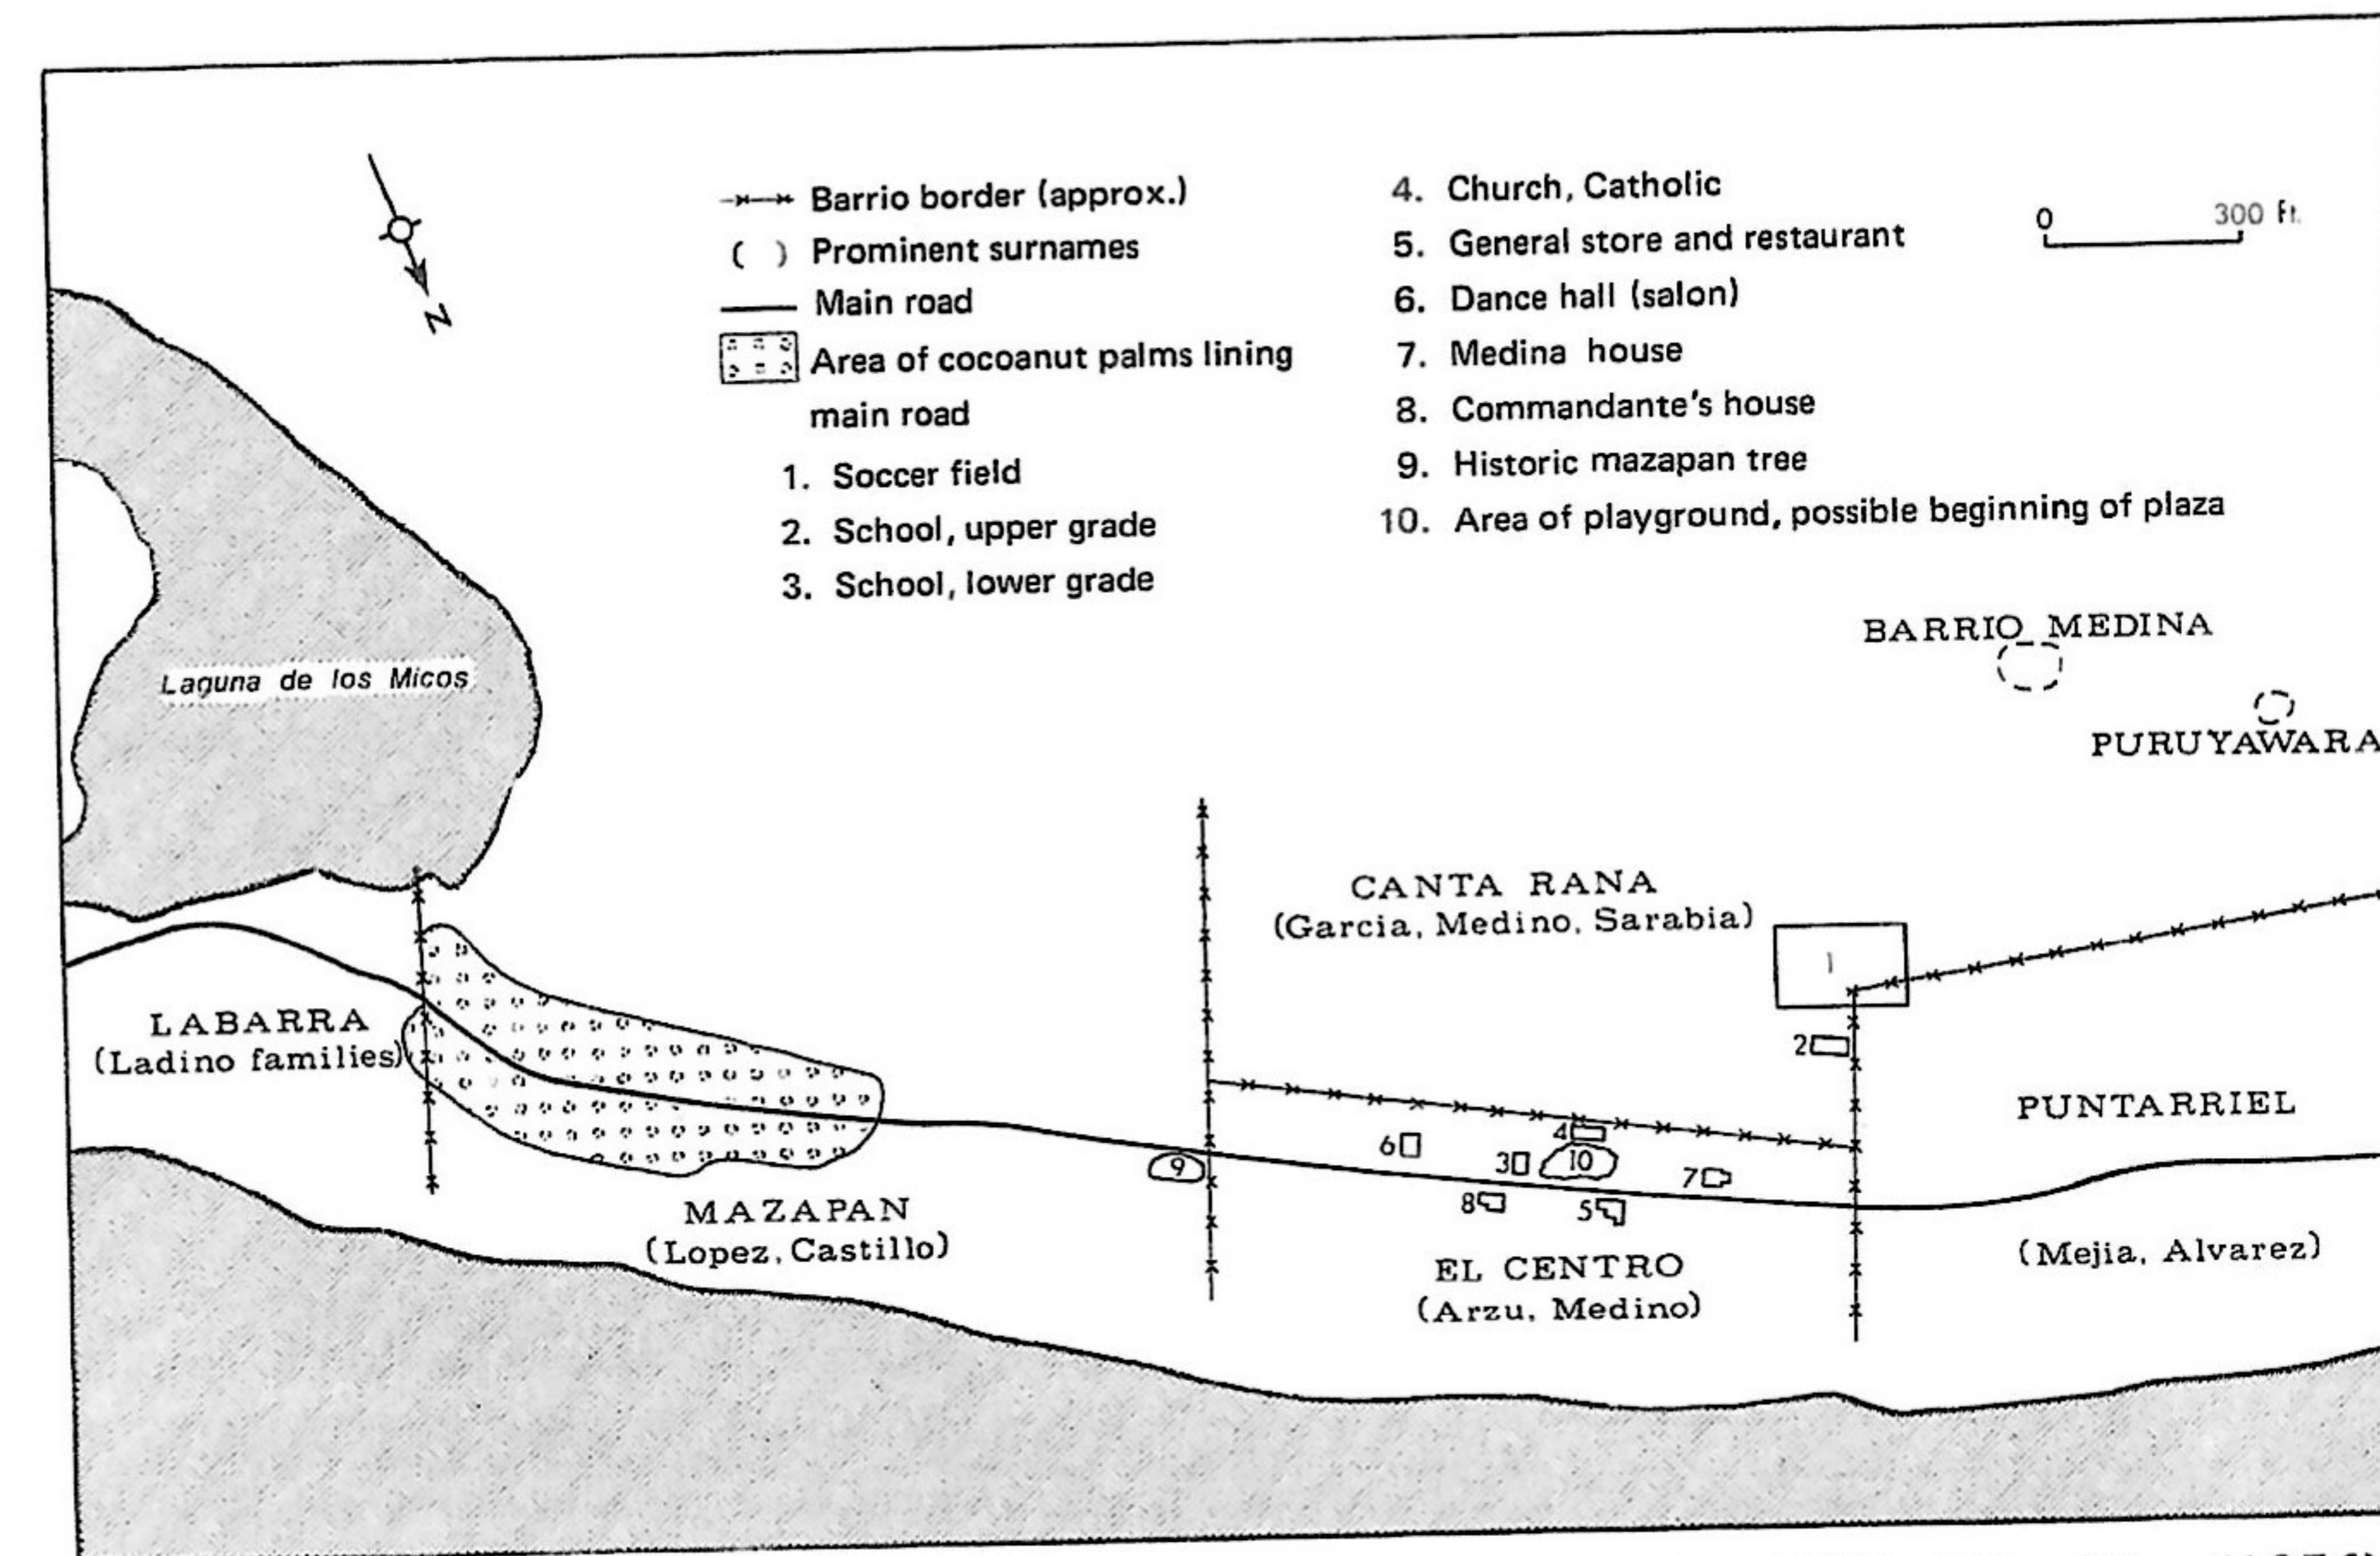 N
Barrio border (approx.)
( ) Prominent surnames
Main road
Area of cocoanut palms lining
main road
1. Soccer field
2. School, upper grade
3. School, lower grade
4. Church, Catholic
5. General store and restaurant
6. Dance hall (salon)
7. Medina house
8. Commandante's house
9. Historic mazapan tree
10. Area of playground, possible beginning of plaza
0 300 Ft.
BARRIO MEDINA
PURUYAWARA
Laguna de los Micos
CANTA RANA
(Garcia, Medino, Sarabia)
1
2
LABARRA
(Ladino families)
PUNTARRIEL
(Mejia, Alvarez)
4
6
3
10
9
7
8
5
MAZAPAN
(Lopez, Castillo)
EL CENTRO
(Arzu, Medino)